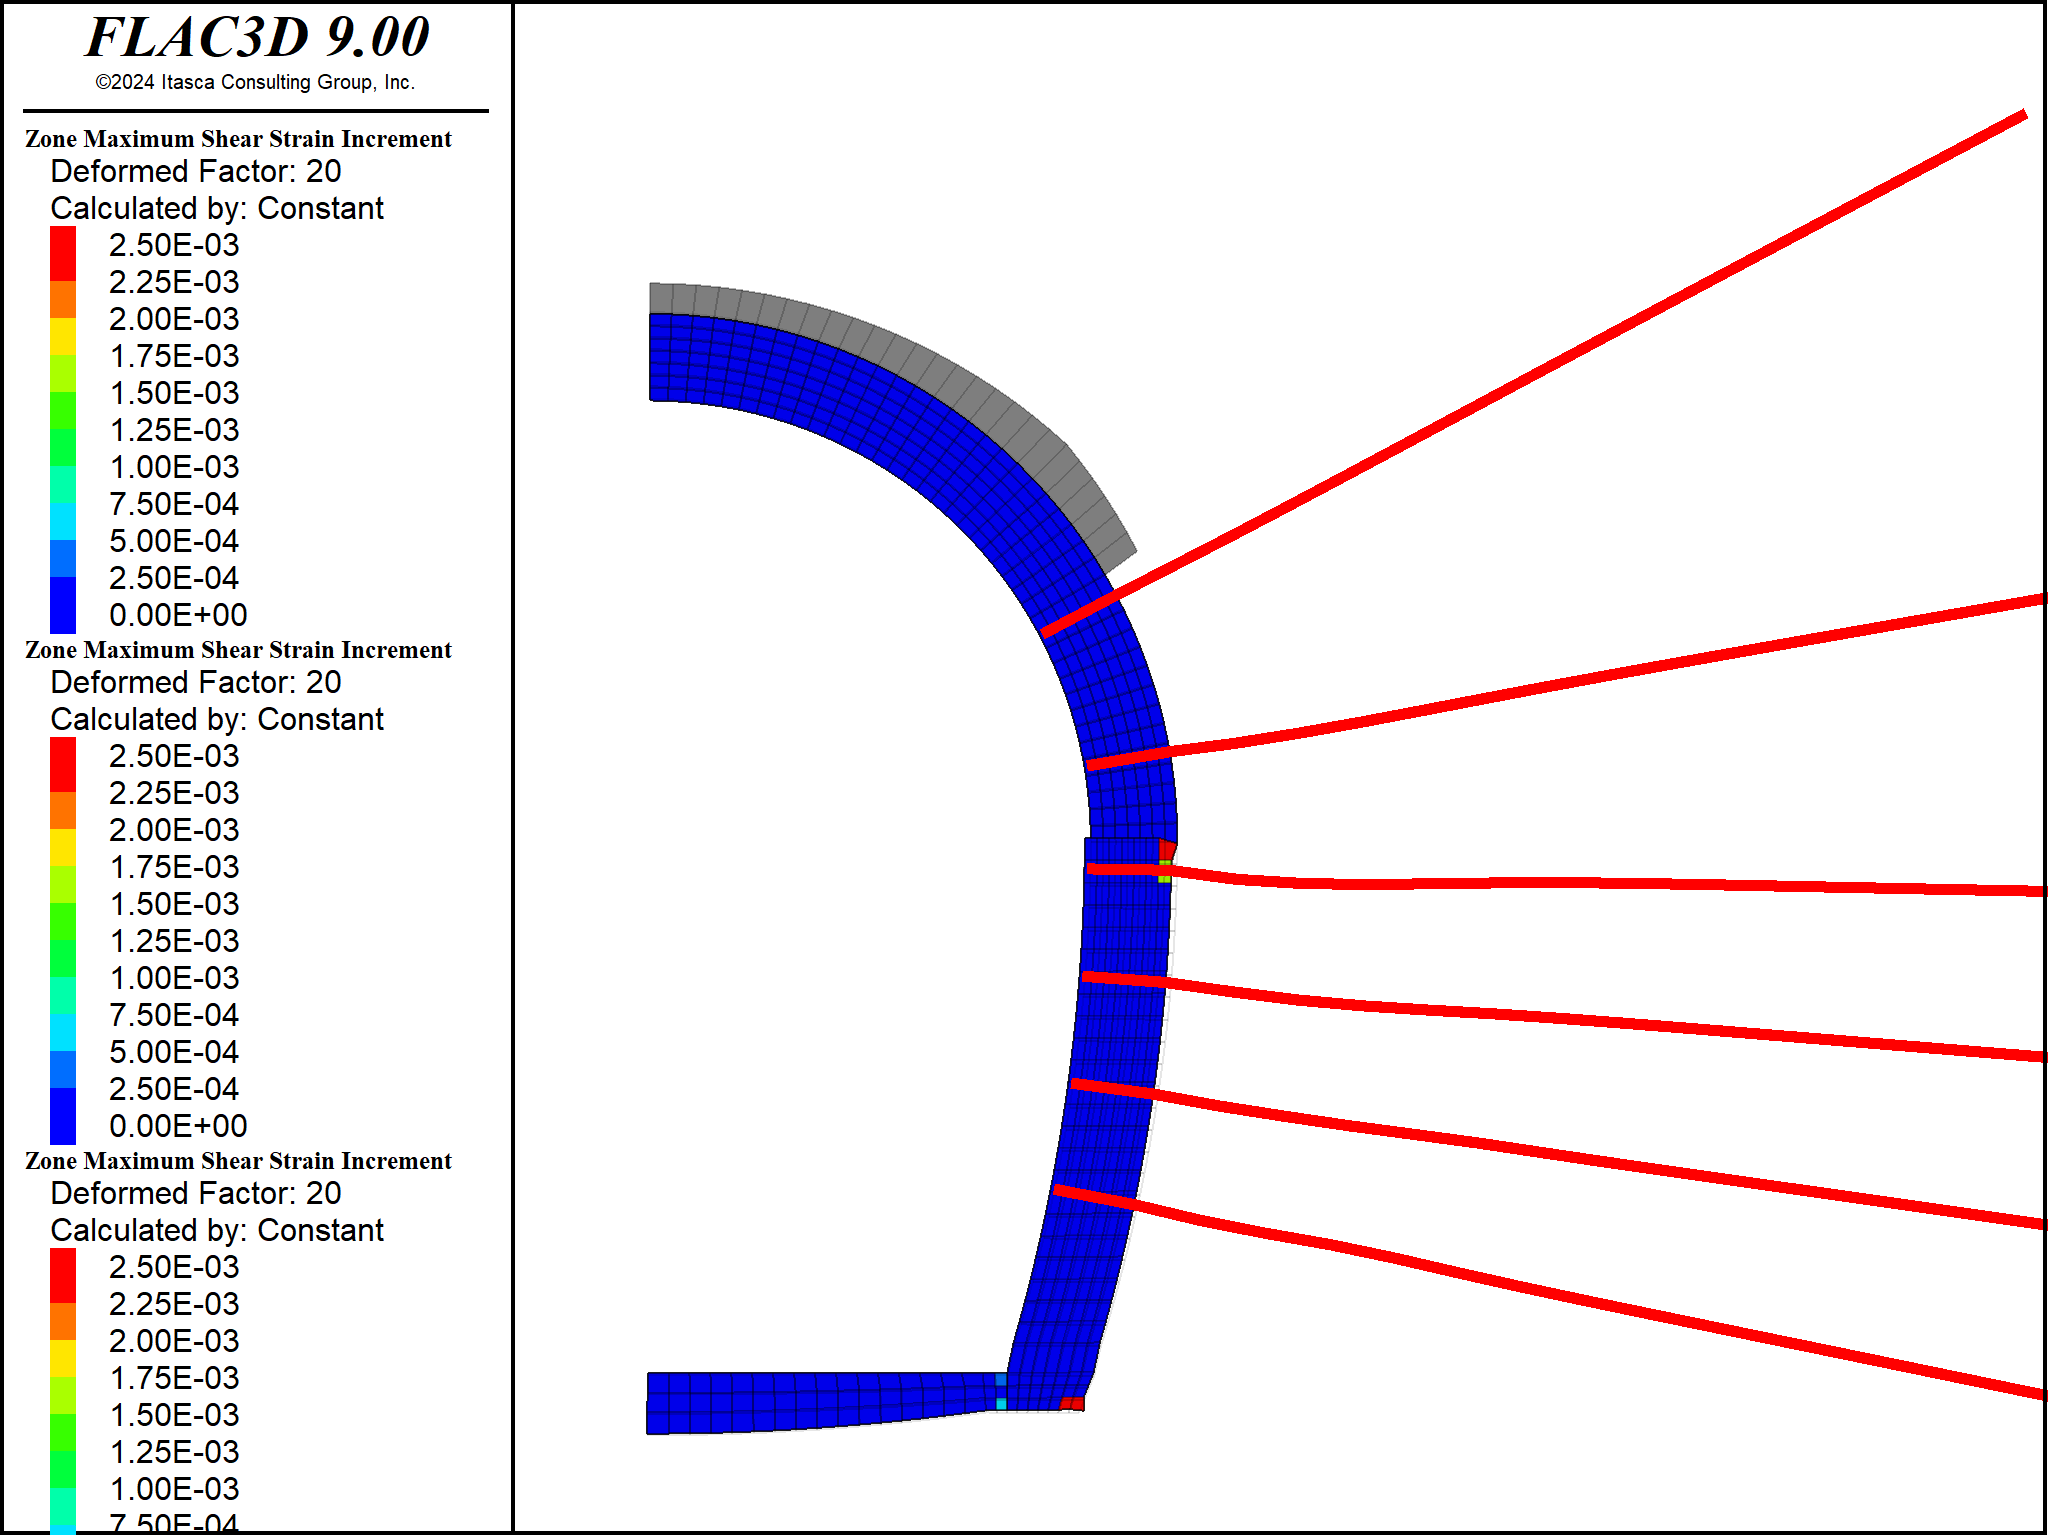 FLAC3D 9.00
©2024 Itasca Consulting Group, Inc.
Zone Maximum Shear Strain Increment
Deformed Factor: 20
Calculated by: Constant
2.50E-03
2.25E-03
2.00E-03
1.75E-03
1.50E-03
1.25E-03
1.00E-03
7.50E-04
5.00E-04
2.50E-04
0.00E+00
Zone Maximum Shear Strain Increment
Deformed Factor: 20
Calculated by: Constant
2.50E-03
2.25E-03
2.00E-03
1.75E-03
1.50E-03
1.25E-03
1.00E-03
7.50E-04
5.00E-04
2.50E-04
0.00E+00
Zone Maximum Shear Strain Increment
Deformed Factor: 20
Calculated by: Constant
2.50E-03
2.25E-03
2.00E-03
1.75E-03
1.50E-03
1.25E-03
1.00E-03
7.50E-04